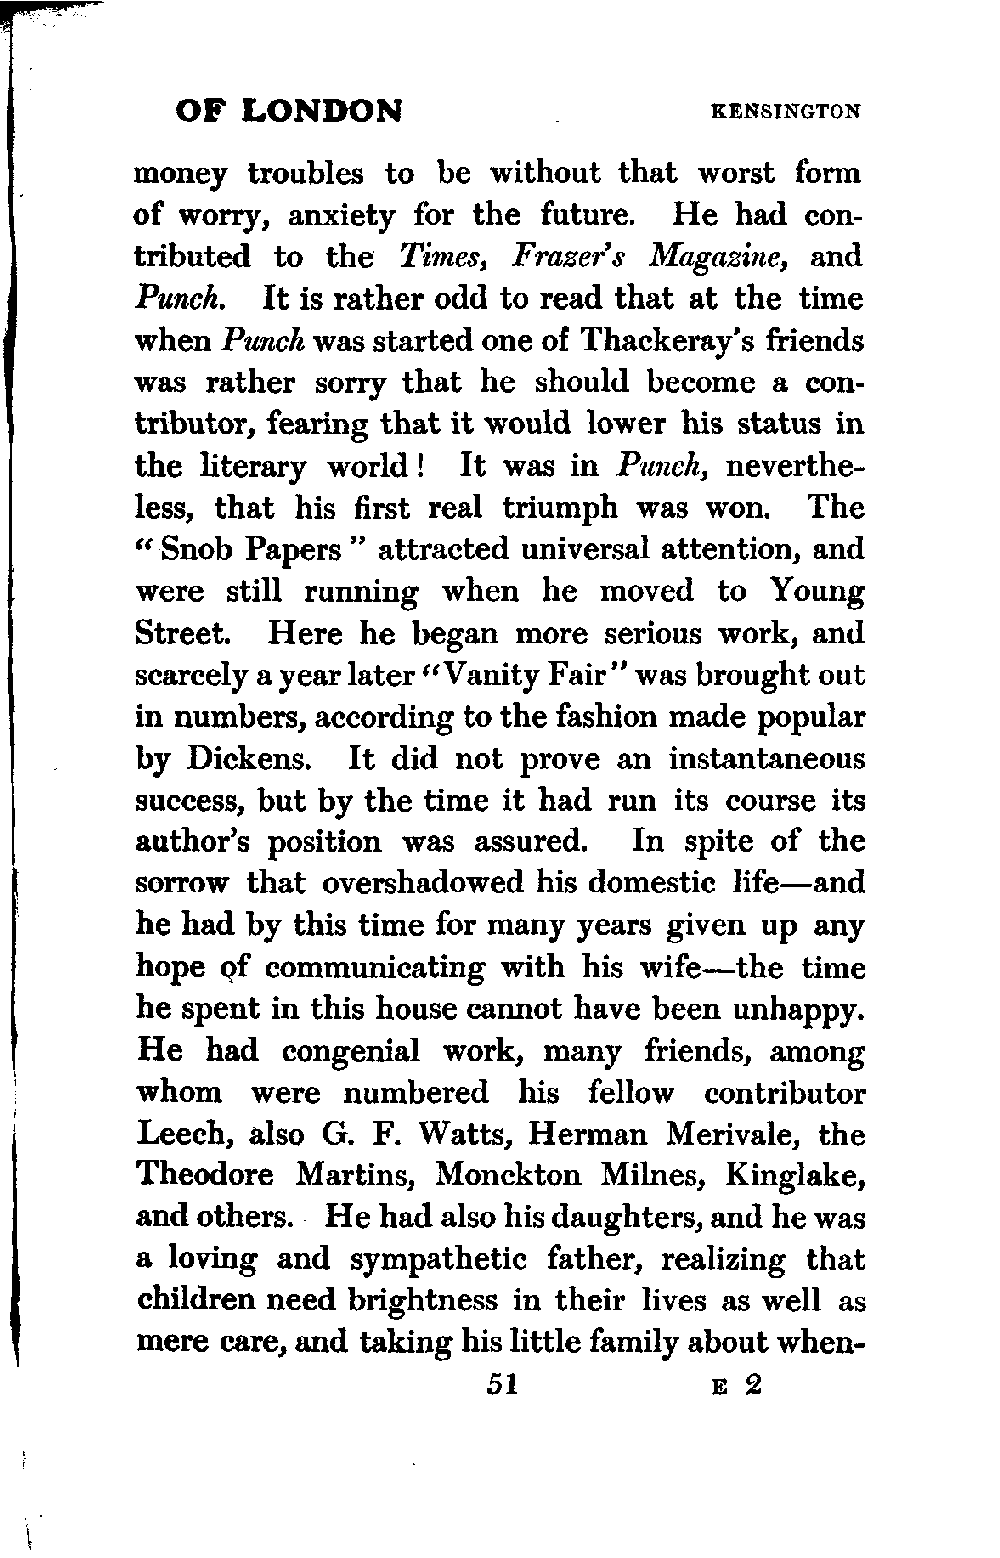 OF LONDON KENSINGTON
money troubles to be without that worst form
of worry, anxiety for the future. He had con-
tributed to the Times, Frazer's Magazine, and
Punch. It is rather odd to read that at the time
when Punch was started one of Thackeray's friends
was rather sorry that he should become a con-
tributor, fearing that it would lower his status in
the literary world! It was in Punch, neverthe-
less, that his first real triumph was won. The
“Snob Papers” attracted universal attention, and
were still running when he moved to Young
Street. Here he began more serious work, and
scarcely a year later “Vanity Fair” was brought out
in numbers, according to the fashion made popular
by Dickens. It did not prove an instantaneous
success, but by the time it had run its course its
author's position was assured. In spite of the
sorrow that overshadowed his domestic life—and
he had by this time for many years given up any
hope of communicating with his wife—the time
he spent in this house cannot have been unhappy.
He had congenial work, many friends, among
whom were numbered his fellow contributor
Leech, also G. F. Watts, Herman Merivale, the
Theodore Martins, Monckton Milnes, Kinglake,
and others. He had also his daughters, and he was
a loving and sympathetic father, realizing that
children need brightness in their lives as well as
mere care, and taking his little family about when-
51 E 2